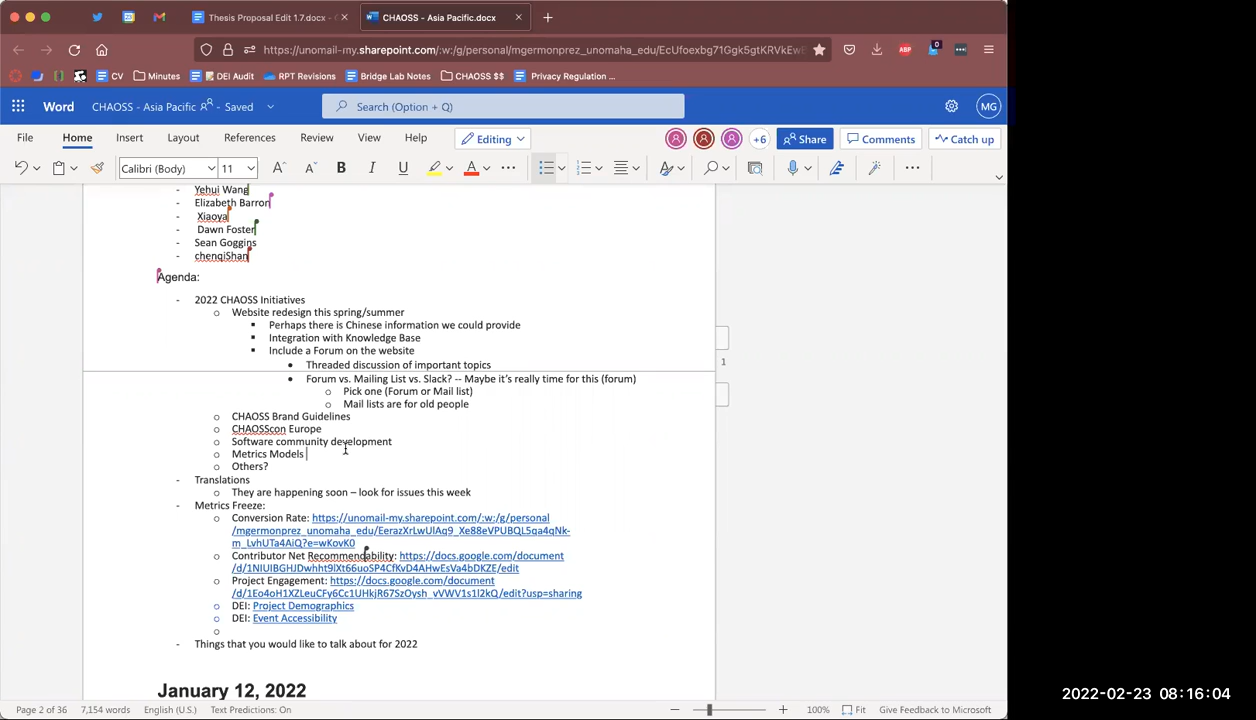 Thesis Proposal Edit 1.7.docx -
CHAOSS - Asia Pacific.docx
https://unomail-my.sharepoint.com/:w:/g/personal/mgermonprez_unomaha_edu/
CV Minutes DEI Audit RPT Revisions Bridge Lab Notes CHAOSS $$ Privacy Regulation ...
Word CHAOSS - Asia Pacific - Saved Search (Option + Q) MG
File Home Insert Layout References Review View Help Editing +6 Share Comments Catch up
Calibri (Body) 11 A A B I U A
Yehui Wang
- Elizabeth Barron
- Xiaoya
- Dawn Foster
- Sean Goggins
- chenqiShan
Agenda:
- 2022 CHAOSS Initiatives
o Website redesign this spring/summer
▪ Perhaps there is Chinese information we could provide
▪ Integration with Knowledge Base
▪ Include a Forum on the website
• Threaded discussion of important topics
• Forum vs. Mailing List vs. Slack? -- Maybe it's really time for this (forum)
o Pick one (Forum or Mail list)
o Mail lists are for old people
o CHAOSS Brand Guidelines
o CHAOSScon Europe
o Software community development
o Metrics Models
o Others?
- Translations
o They are happening soon – look for issues this week
- Metrics Freeze:
o Conversion Rate: https://unomail-my.sharepoint.com/:w:/g/personal
/mgermonprez_unomaha_edu/EerazXrLwUlAq9_Xe88eVPUBQL5qa4qNk-
m_LvhUTa4AiQ?e=wKovK0
o Contributor Net Recommendability: https://docs.google.com/document
/d/1NIUIBGHJDwhht9lXt66uoSP4CfKvD4AHwEsVa4bDKZE/edit
o Project Engagement: https://docs.google.com/document
/d/1Eo4oH1XZLeuCFy6Cc1UHkjR67SzOysh_vVWV1s1l2kQ/edit?usp=sharing
o DEI: Project Demographics
o DEI: Event Accessibility
o
- Things that you would like to talk about for 2022
January 12, 2022
1
Page 2 of 36 7,154 words English (U.S.) Text Predictions: On 100% Fit Give Feedback to Microsoft
2022-02-23 08:16:04